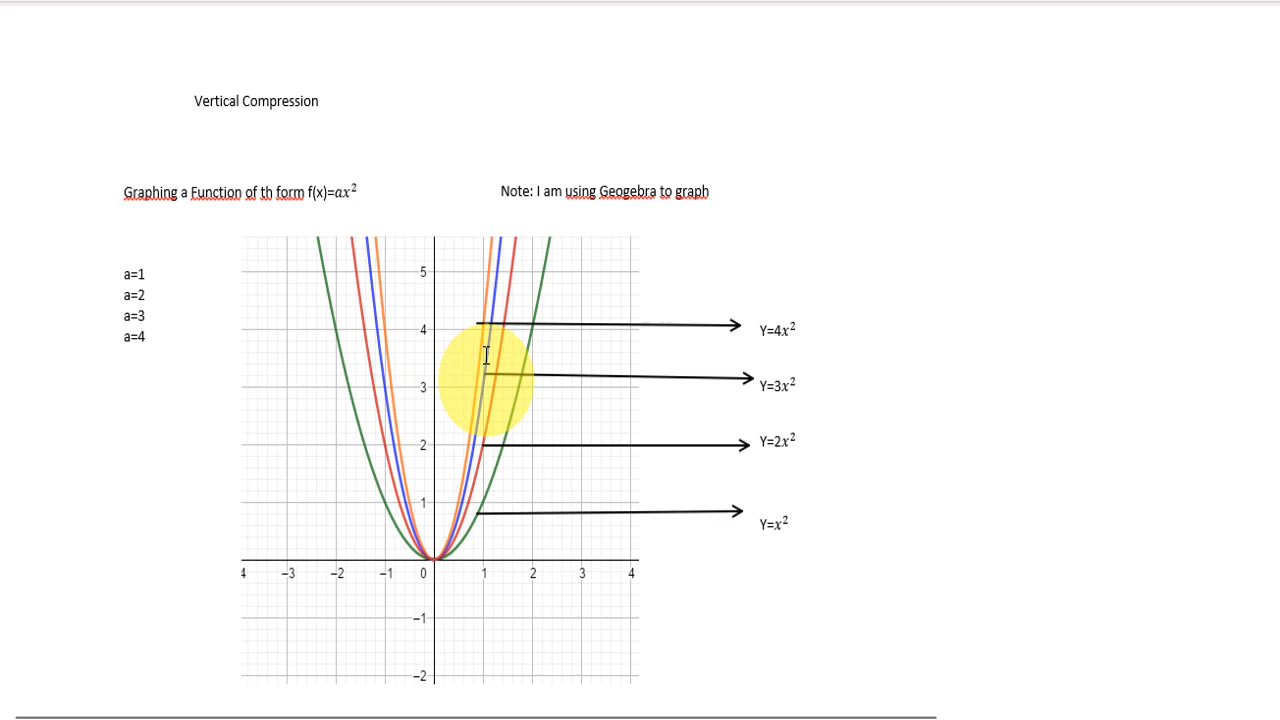 Vertical Compression
Graphing a Function of th form f(x)=𝑎𝑥²
Note: I am using Geogebra to graph
a=1
a=2
a=3
a=4
5
4
3
2
1
4 −3 −2 −1 0 1 2 3 4
−1
−2
Y=4𝑥²
Y=3𝑥²
Y=2𝑥²
Y=𝑥²